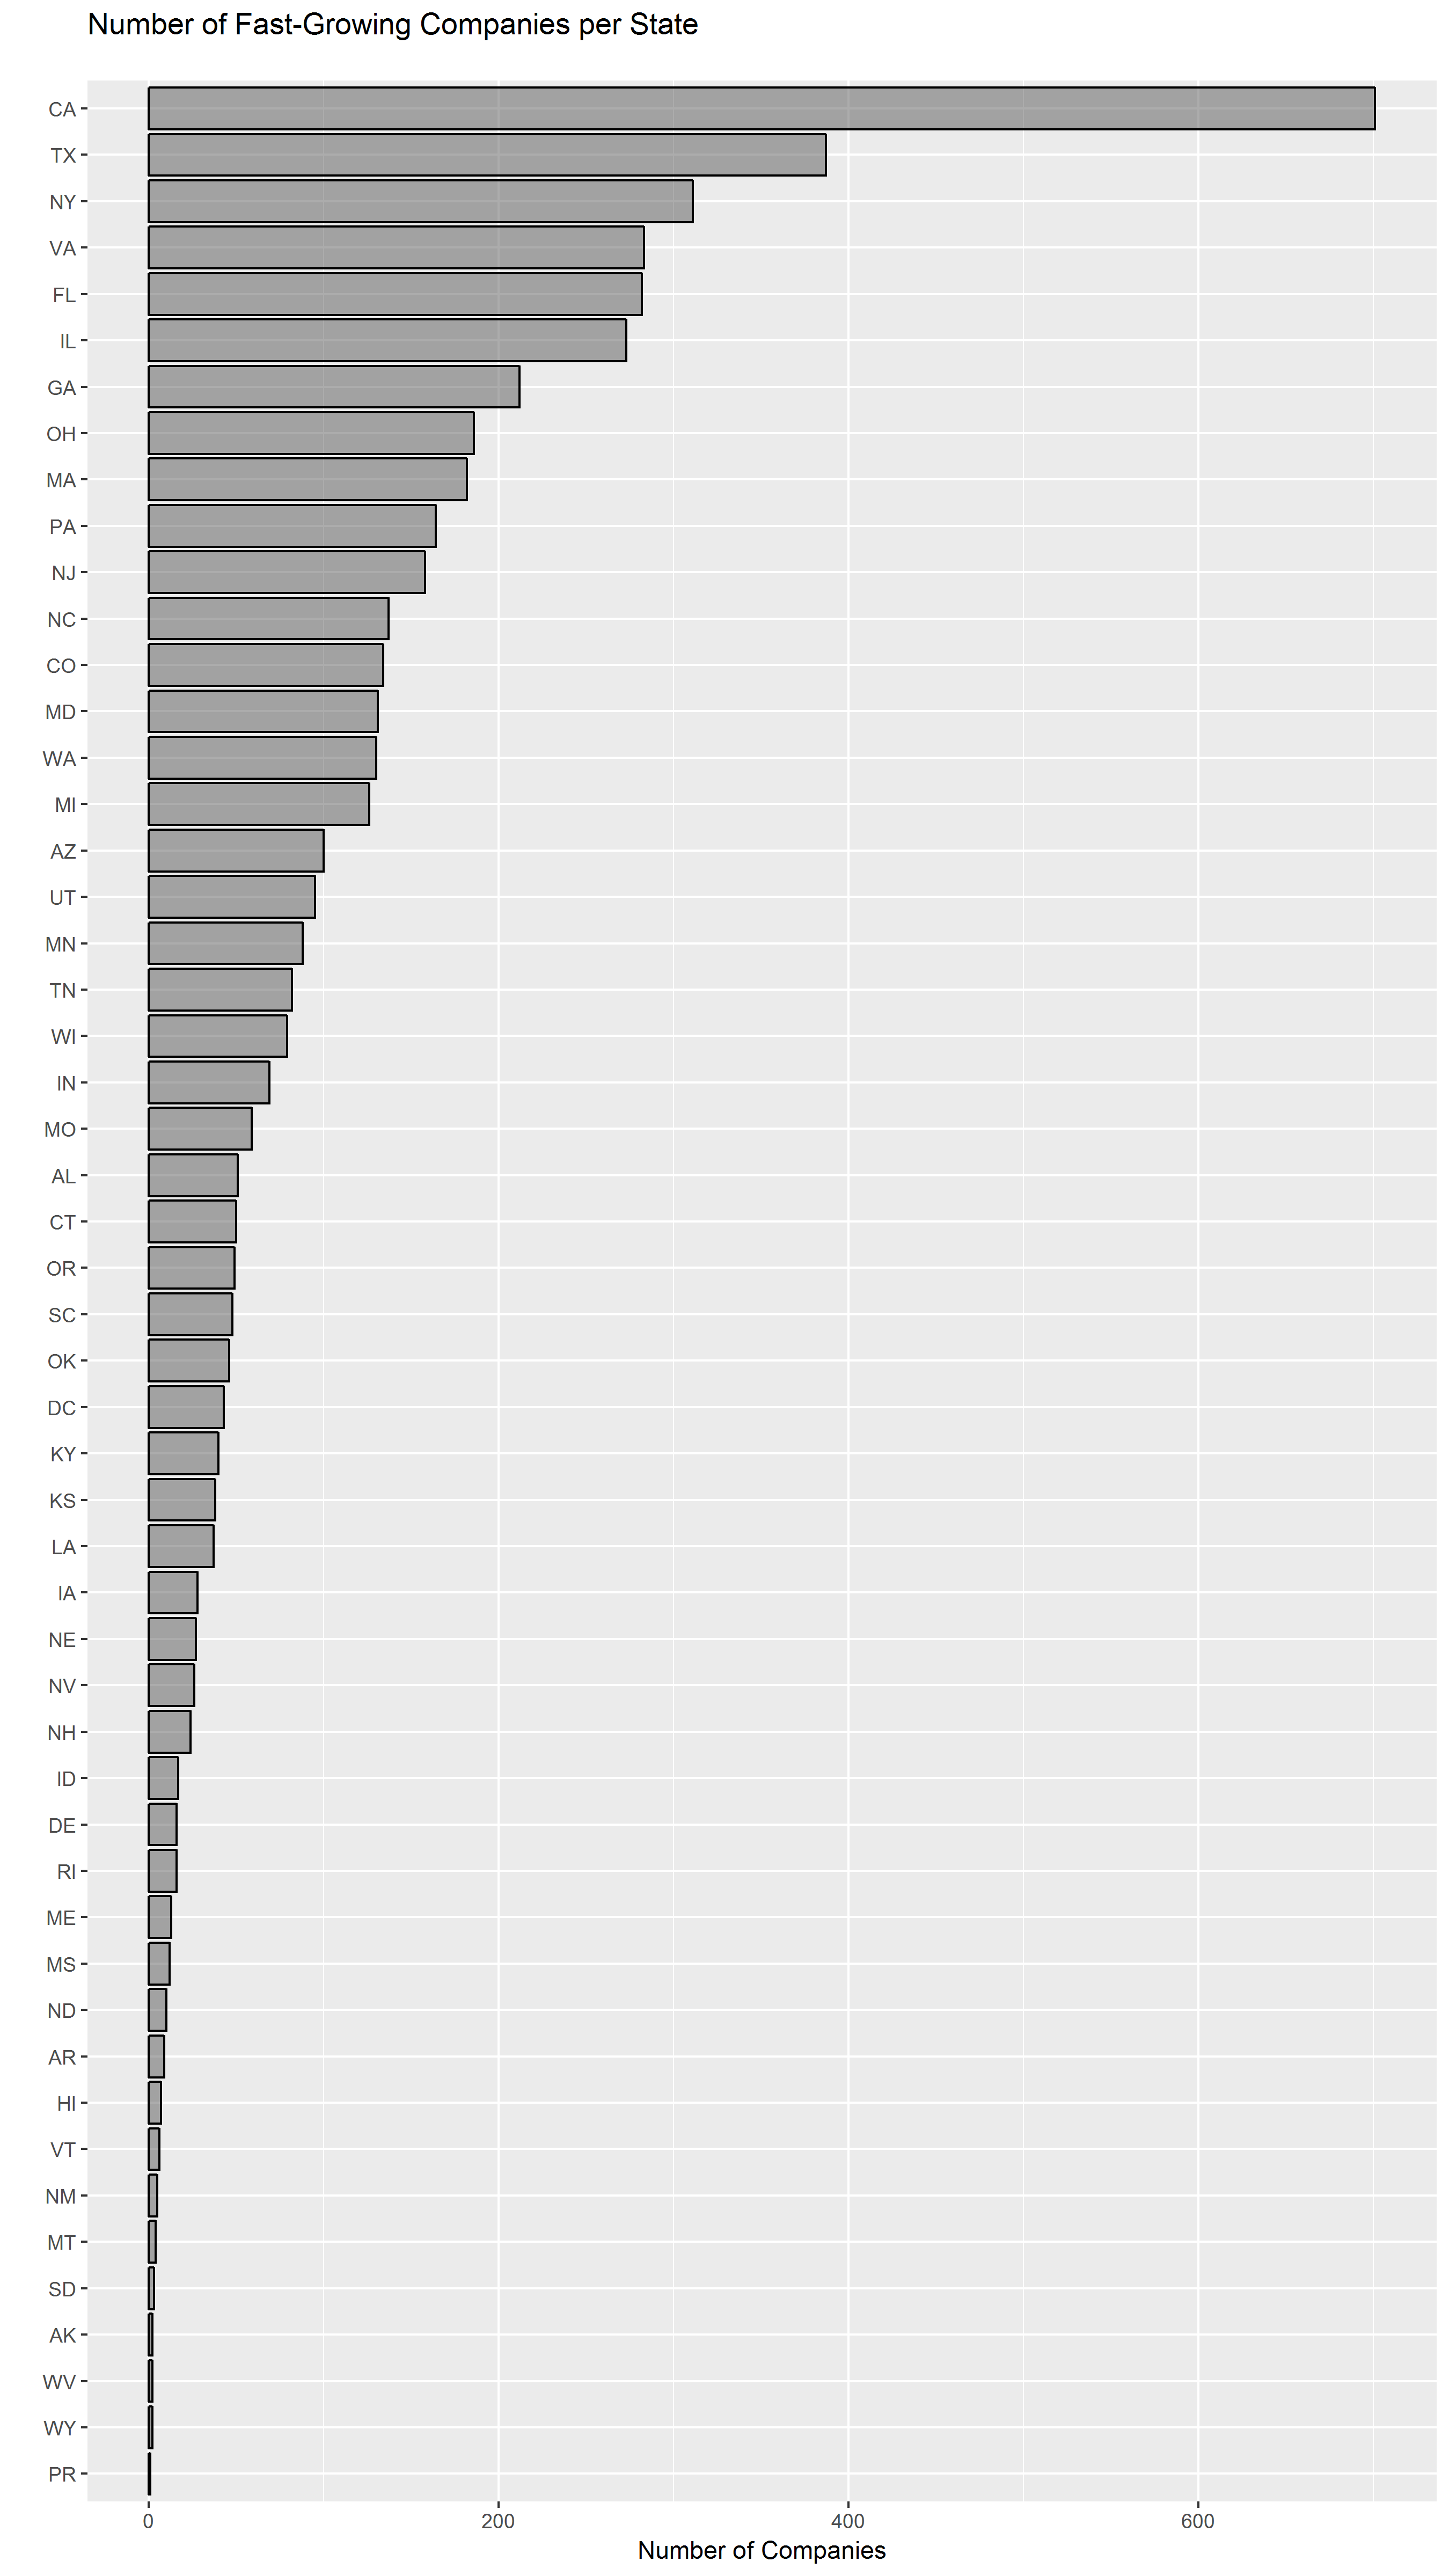 Number of Fast-Growing Companies per State
CA
TX
NY
VA
FL
IL
GA
OH
MA
PA
NJ
NC
CO
MD
WA
MI
AZ
UT
MN
TN
WI
IN
MO
AL
CT
OR
SC
OK
DC
KY
KS
LA
IA
NE
NV
NH
ID
DE
RI
ME
MS
ND
AR
HI
VT
NM
MT
SD
AK
WV
WY
PR
0 200 400 600
Number of Companies